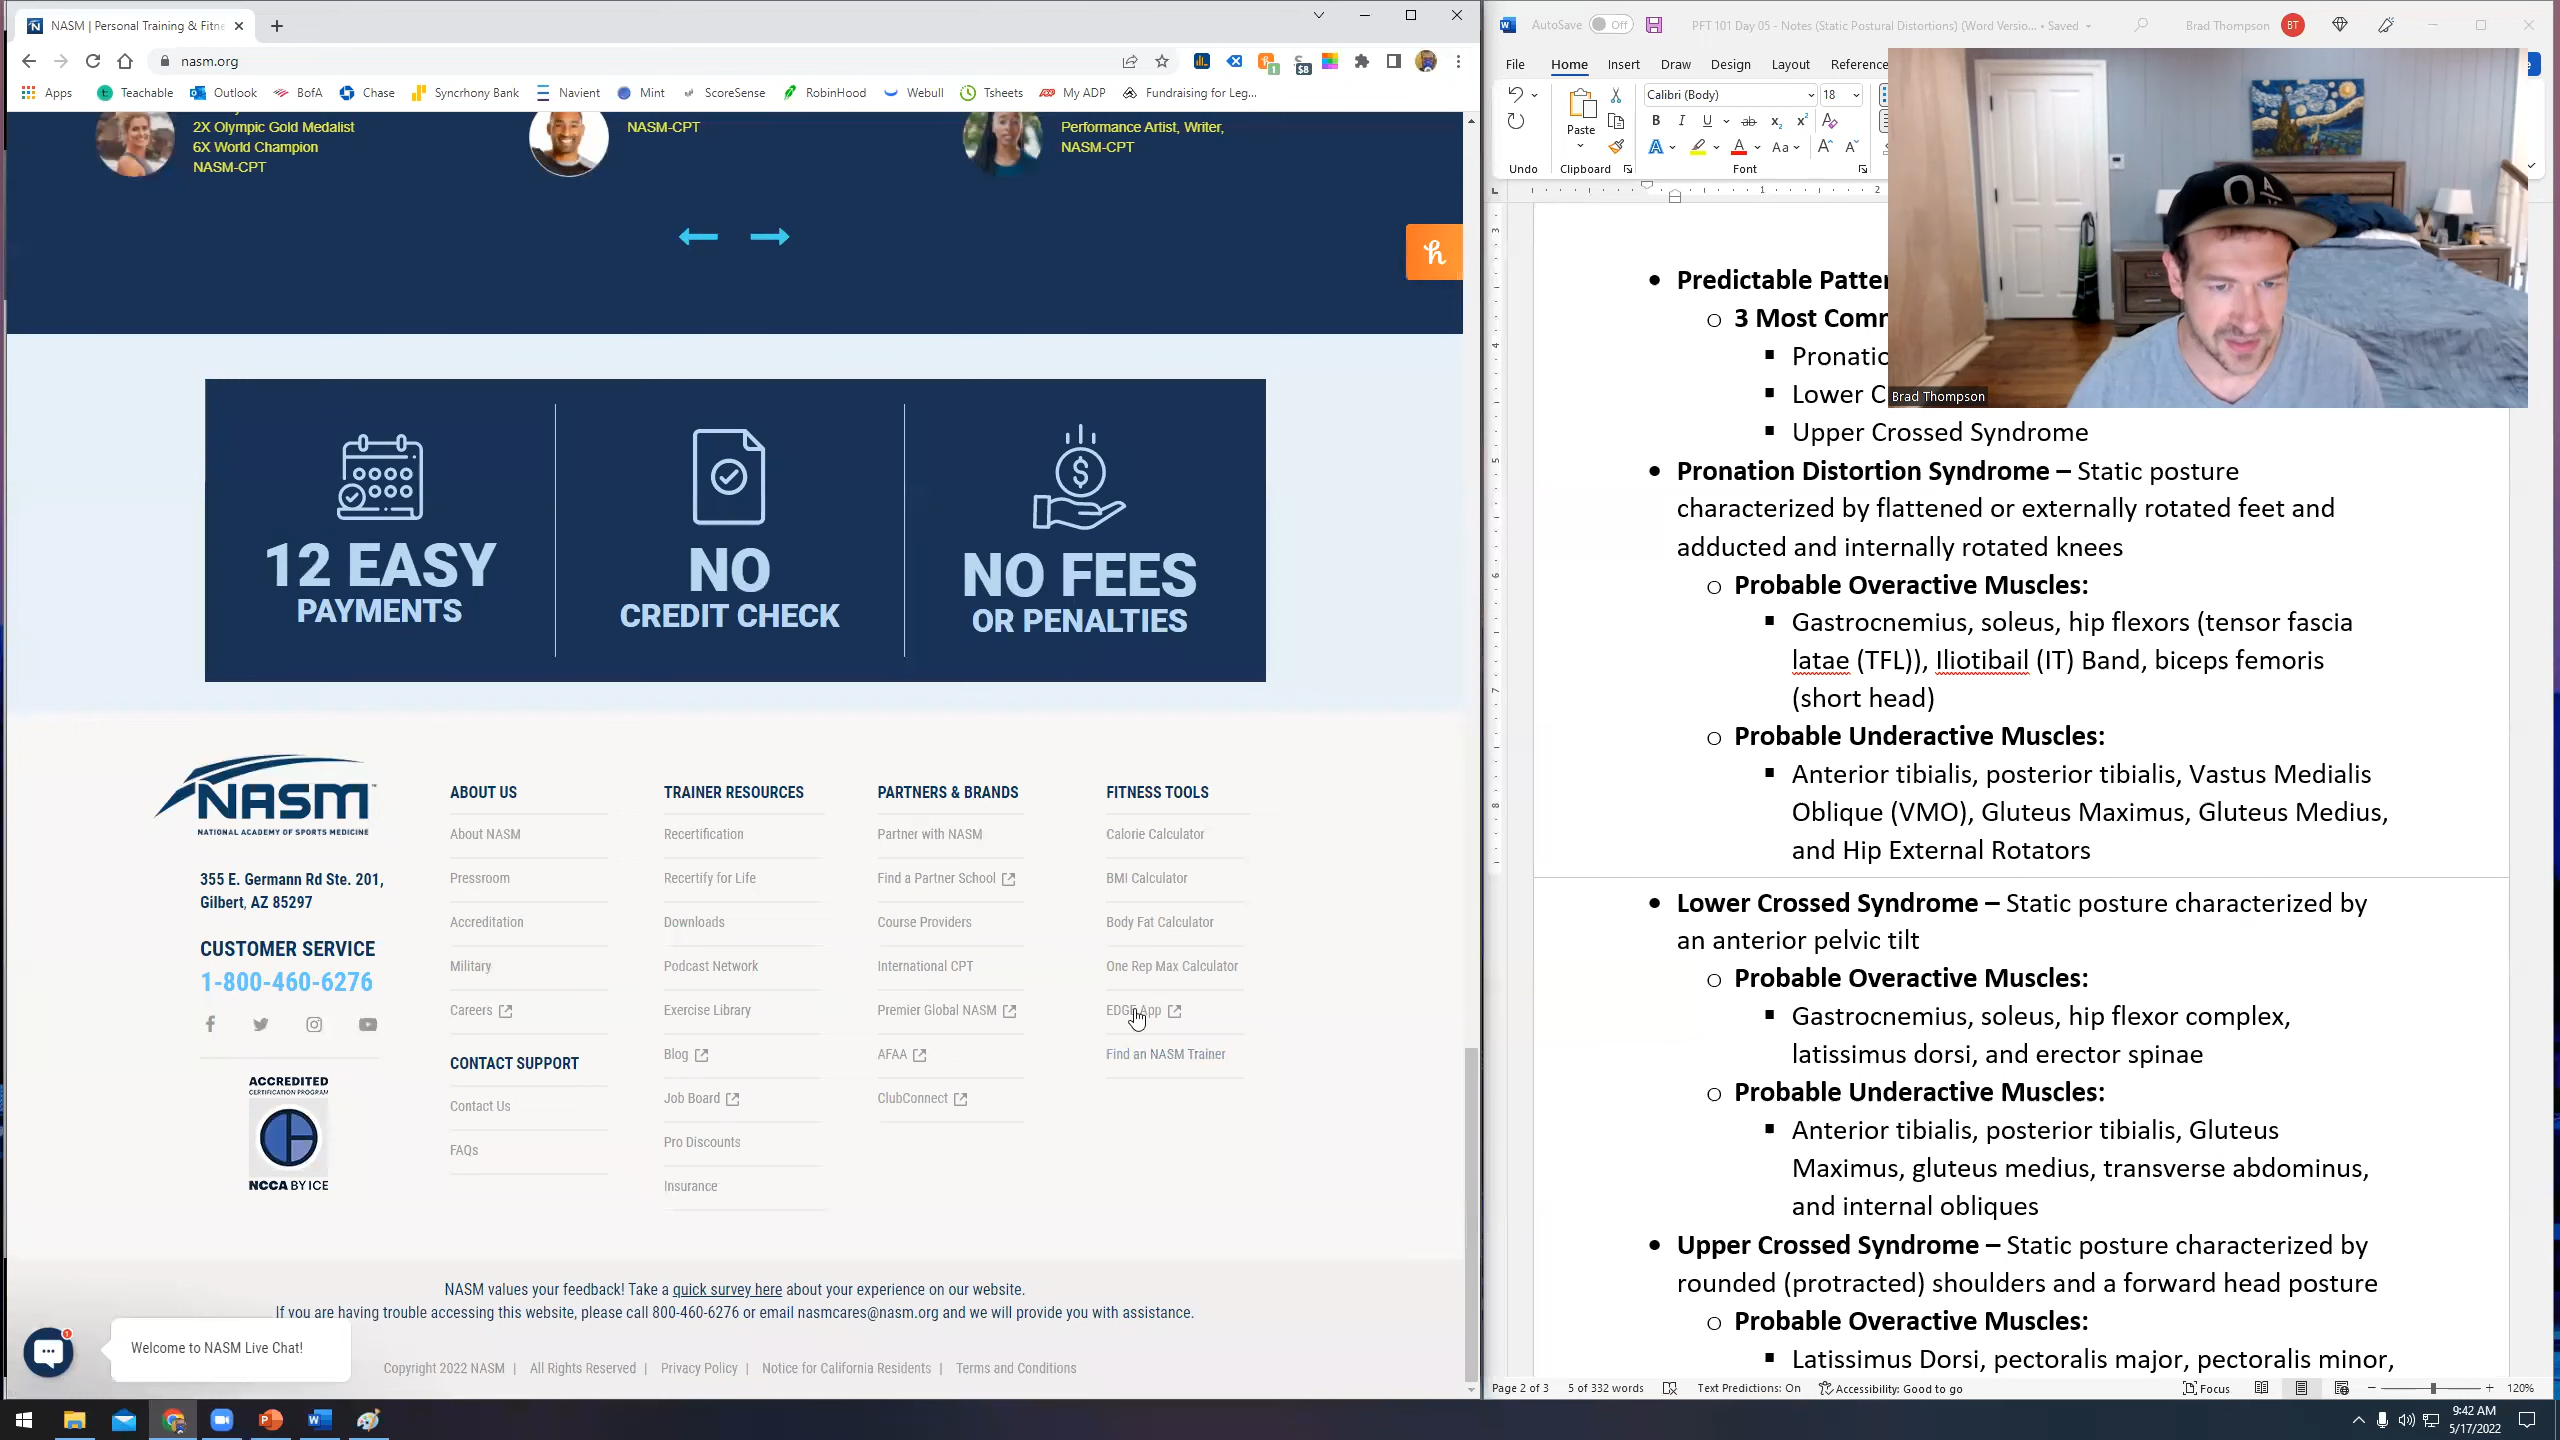 NASM | Personal Training & Fitne
nasm.org
Apps Teachable Outlook BofA Chase Syncrhony Bank Navient Mint ScoreSense RobinHood Webull Tsheets My ADP Fundraising for Leg...
2X Olympic Gold Medalist
6X World Champion
NASM-CPT
NASM-CPT
Performance Artist, Writer,
NASM-CPT
12 EASY
PAYMENTS
NO
CREDIT CHECK
NO FEES
OR PENALTIES
NASM
NATIONAL ACADEMY OF SPORTS MEDICINE
355 E. Germann Rd Ste. 201,
Gilbert, AZ 85297
CUSTOMER SERVICE
1-800-460-6276
ACCREDITED
CERTIFICATION PROGRAM
NCCA BY ICE
ABOUT US
About NASM
Pressroom
Accreditation
Military
Careers
CONTACT SUPPORT
Contact Us
FAQs
TRAINER RESOURCES
Recertification
Recertify for Life
Downloads
Podcast Network
Exercise Library
Blog
Job Board
Pro Discounts
Insurance
PARTNERS & BRANDS
Partner with NASM
Find a Partner School
Course Providers
International CPT
Premier Global NASM
AFAA
ClubConnect
FITNESS TOOLS
Calorie Calculator
BMI Calculator
Body Fat Calculator
One Rep Max Calculator
EDGE App
Find an NASM Trainer
NASM values your feedback! Take a quick survey here about your experience on our website.
If you are having trouble accessing this website, please call 800-460-6276 or email nasmcares@nasm.org and we will provide you with assistance.
Welcome to NASM Live Chat!
Copyright 2022 NASM | All Rights Reserved | Privacy Policy | Notice for California Residents | Terms and Conditions
AutoSave Off PFT 101 Day 05 - Notes (Static Postural Distortions) (Word Versio... • Saved Brad Thompson BT
File Home Insert Draw Design Layout Reference
Calibri (Body) 18
Paste
Undo Clipboard Font
Brad Thompson
• Predictable Patter
o 3 Most Comm
▪ Pronatio
▪ Lower C
▪ Upper Crossed Syndrome
• Pronation Distortion Syndrome – Static posture
characterized by flattened or externally rotated feet and
adducted and internally rotated knees
o Probable Overactive Muscles:
▪ Gastrocnemius, soleus, hip flexors (tensor fascia
latae (TFL)), Iliotibail (IT) Band, biceps femoris
(short head)
o Probable Underactive Muscles:
▪ Anterior tibialis, posterior tibialis, Vastus Medialis
Oblique (VMO), Gluteus Maximus, Gluteus Medius,
and Hip External Rotators
• Lower Crossed Syndrome – Static posture characterized by
an anterior pelvic tilt
o Probable Overactive Muscles:
▪ Gastrocnemius, soleus, hip flexor complex,
latissimus dorsi, and erector spinae
o Probable Underactive Muscles:
▪ Anterior tibialis, posterior tibialis, Gluteus
Maximus, gluteus medius, transverse abdominus,
and internal obliques
• Upper Crossed Syndrome – Static posture characterized by
rounded (protracted) shoulders and a forward head posture
o Probable Overactive Muscles:
▪ Latissimus Dorsi, pectoralis major, pectoralis minor,
Page 2 of 3 5 of 332 words Text Predictions: On Accessibility: Good to go Focus 120%
9:42 AM
5/17/2022